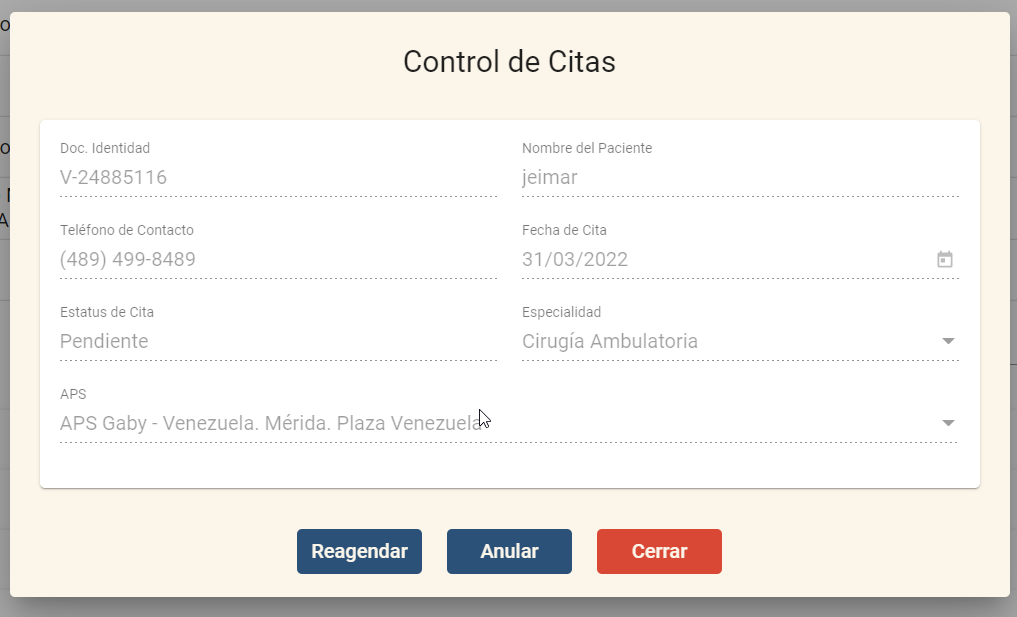 Control de Citas
Doc. Identidad
V-24885116
Nombre del Paciente
jeimar
Teléfono de Contacto
(489) 499-8489
Fecha de Cita
31/03/2022
Estatus de Cita
Pendiente
Especialidad
Cirugía Ambulatoria
APS
APS Gaby - Venezuela. Mérida. Plaza Venezuela
Reagendar
Anular
Cerrar